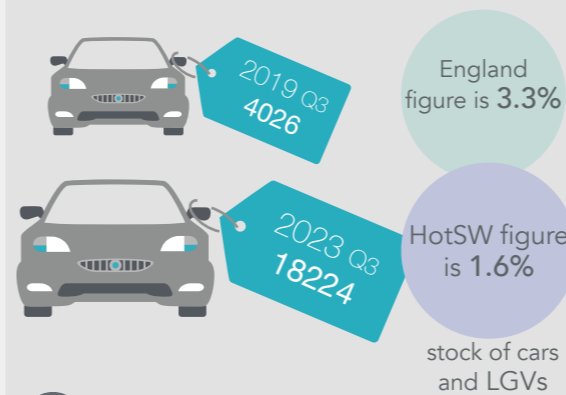 2019 Q3
4026
England
figure is 3.3%
2023 Q3
18224
HotSW figure
is 1.6%
stock of cars
and LGVs